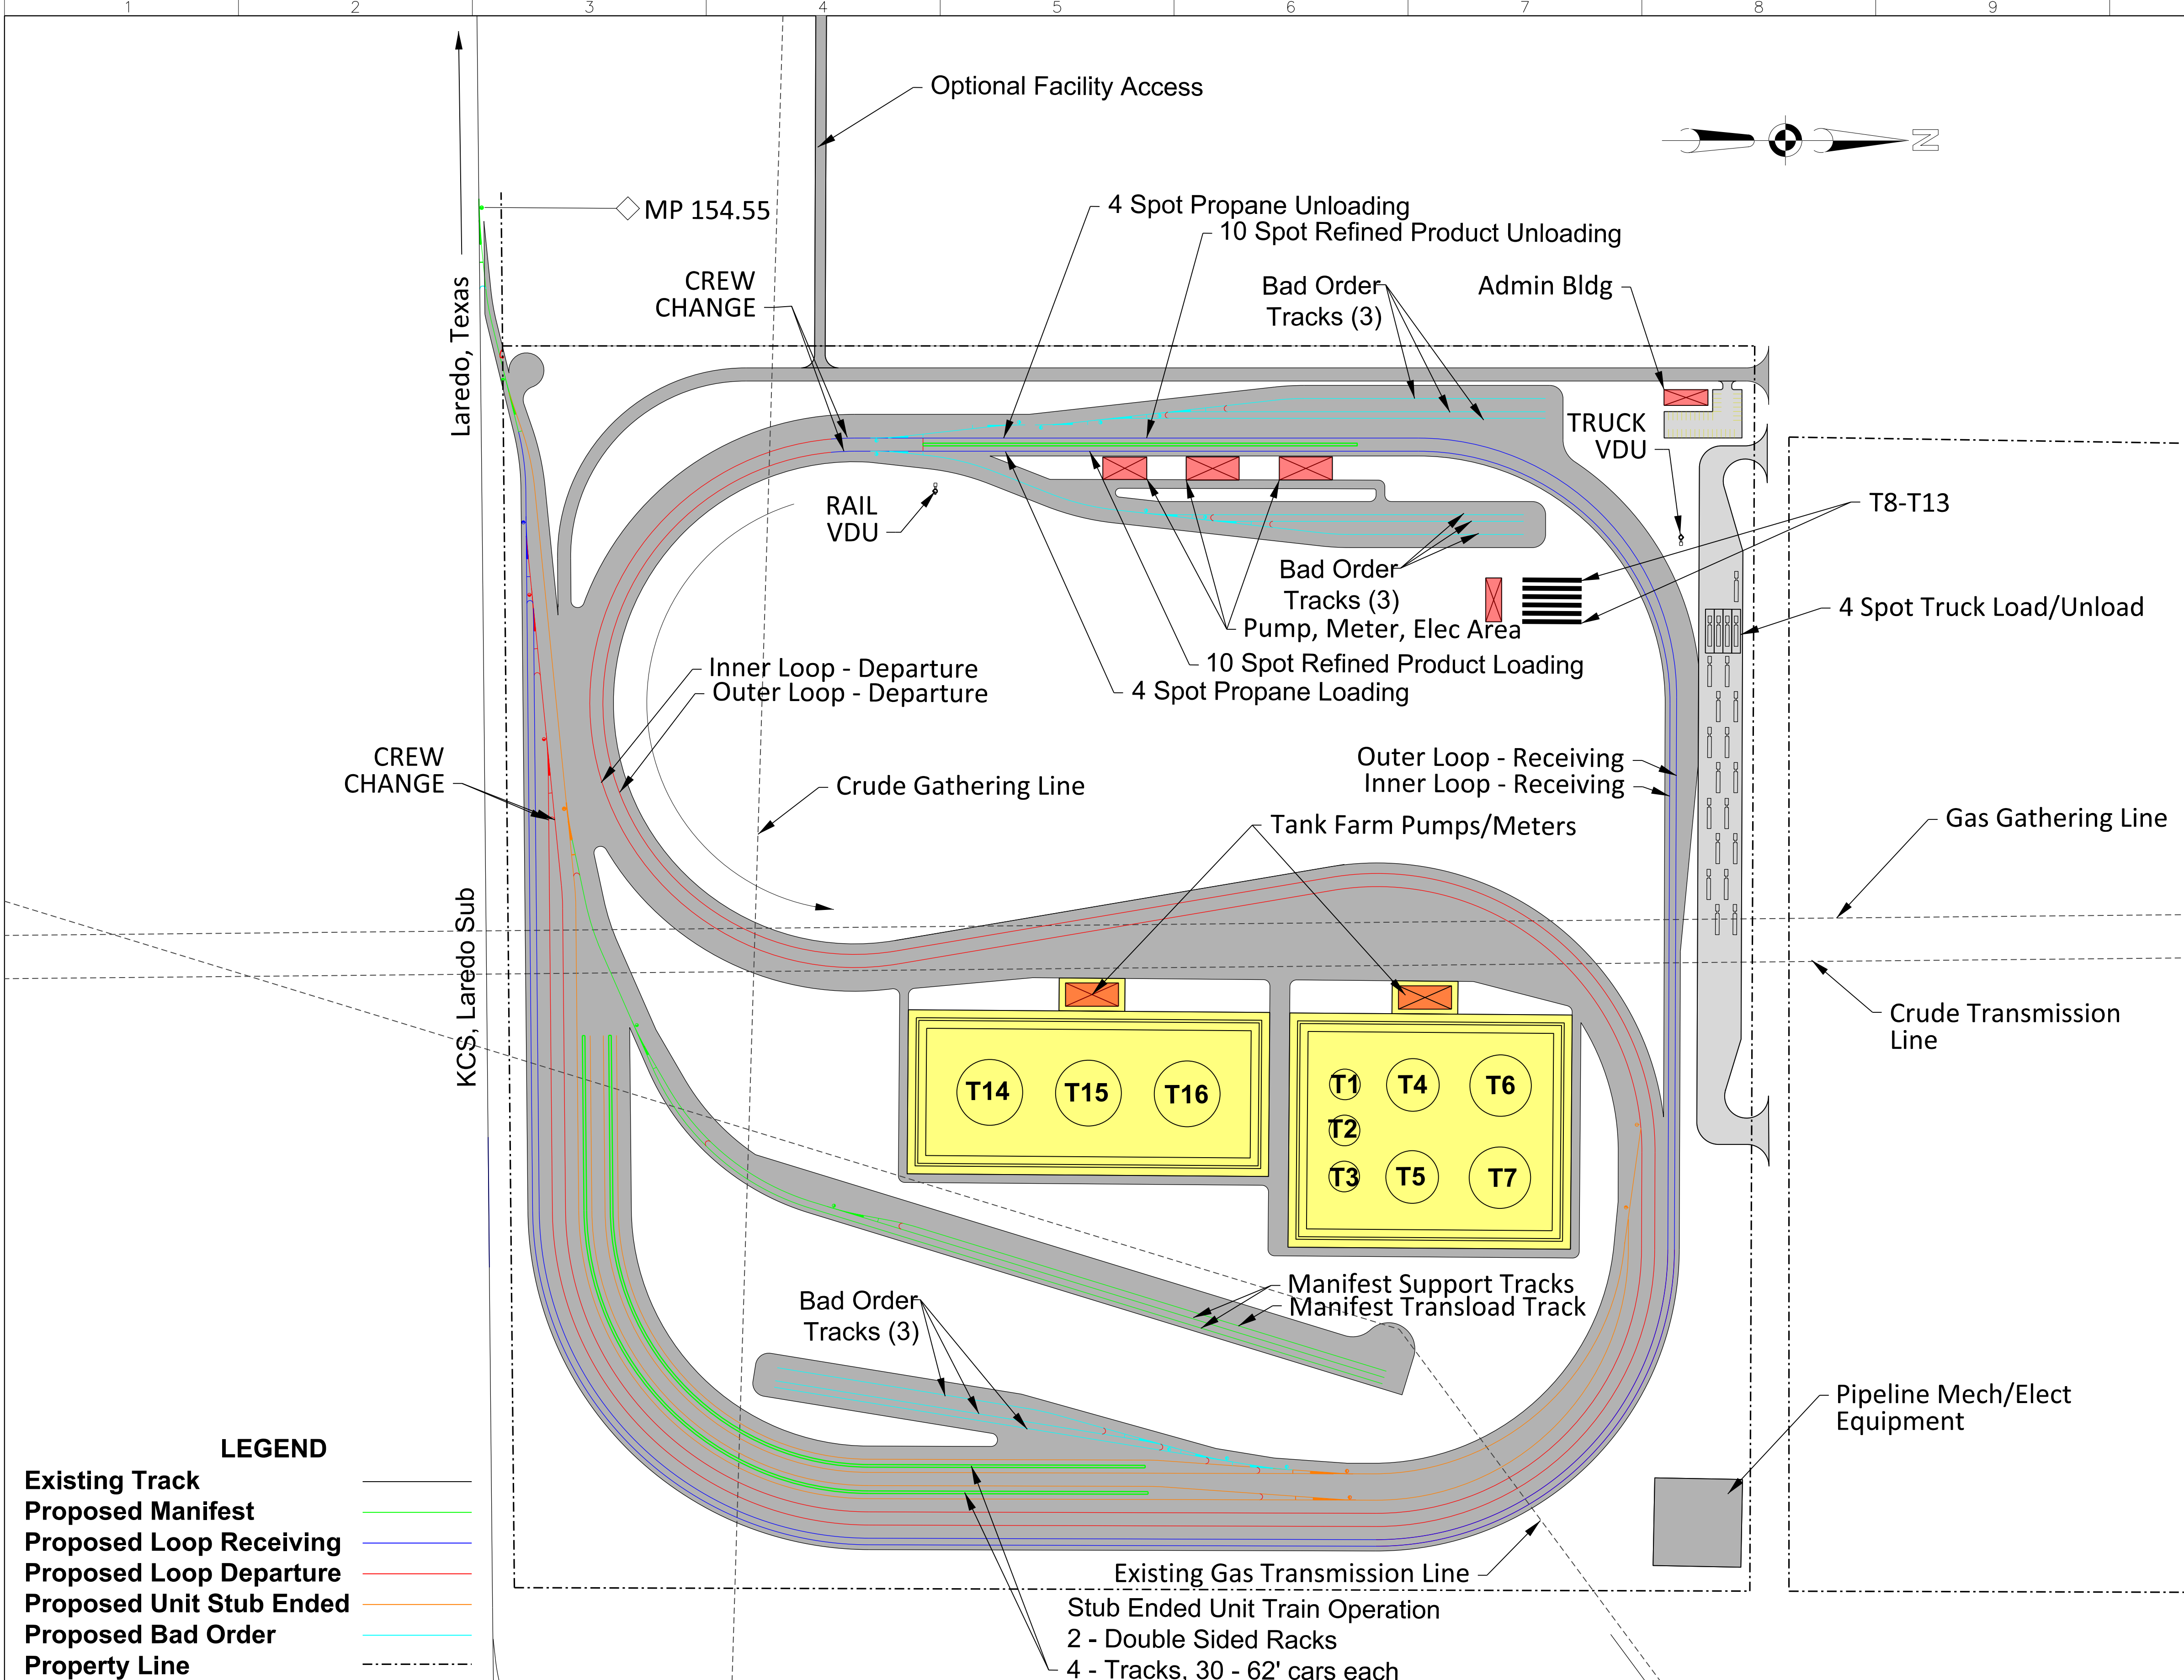 1 2 3 4 5 6 7 8 9
Optional Facility Access
N
MP 154.55
4 Spot Propane Unloading
10 Spot Refined Product Unloading
CREW
CHANGE
Bad Order
Tracks (3)
Admin Bldg
Laredo, Texas
TRUCK
VDU
RAIL
VDU
T8-T13
Bad Order
Tracks (3)
Pump, Meter, Elec Area
4 Spot Truck Load/Unload
10 Spot Refined Product Loading
4 Spot Propane Loading
Inner Loop - Departure
Outer Loop - Departure
CREW
CHANGE
Crude Gathering Line
Outer Loop - Receiving
Inner Loop - Receiving
Tank Farm Pumps/Meters
Gas Gathering Line
KCS, Laredo Sub
Crude Transmission
Line
T14 T15 T16
T1 T4 T6
T2
T3 T5 T7
Manifest Support Tracks
Manifest Transload Track
Bad Order
Tracks (3)
Pipeline Mech/Elect
Equipment
Existing Gas Transmission Line
Stub Ended Unit Train Operation
2 - Double Sided Racks
4 - Tracks, 30 - 62' cars each
LEGEND
Existing Track
Proposed Manifest
Proposed Loop Receiving
Proposed Loop Departure
Proposed Unit Stub Ended
Proposed Bad Order
Property Line